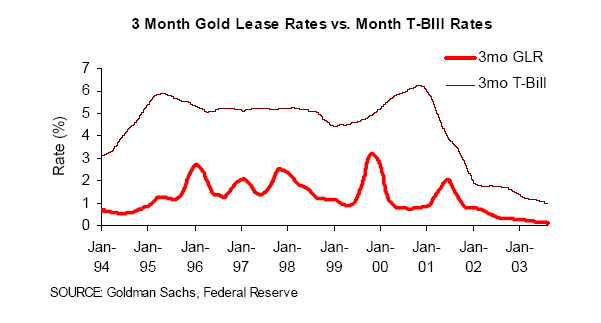 3 Month Gold Lease Rates vs. Month T-BIll Rates
3mo GLR
3mo T-Bill
Rate (%)
7
6
5
4
3
2
1
0
Jan-94
Jan-95
Jan-96
Jan-97
Jan-98
Jan-99
Jan-00
Jan-01
Jan-02
Jan-03
SOURCE: Goldman Sachs, Federal Reserve